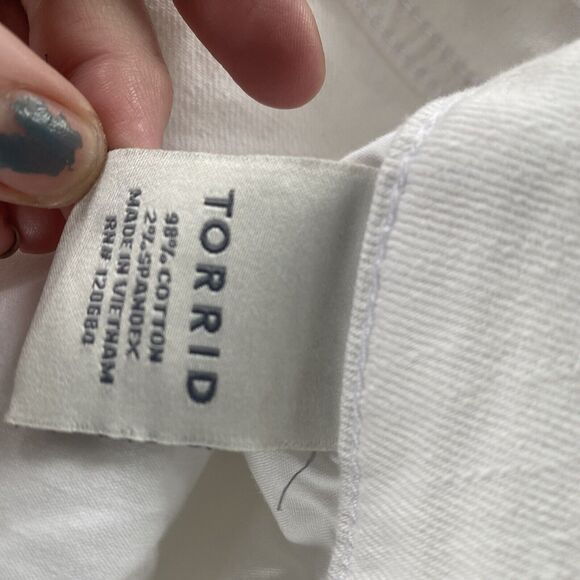 TORRID
98% COTTON
2% SPANDEX
MADE IN VIETNAM
RN# 120684